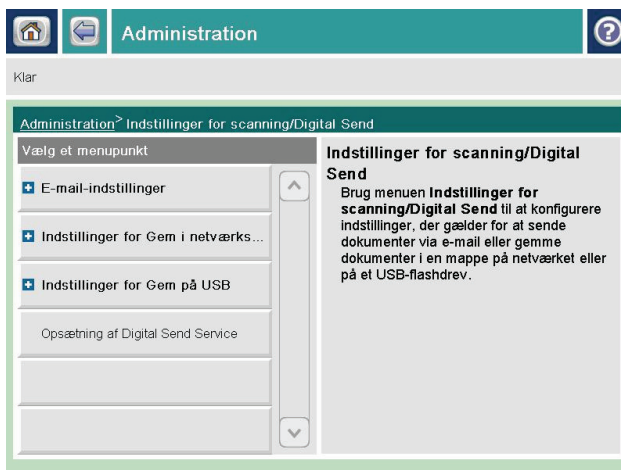 Administration
?
Klar
Administration> Indstillinger for scanning/Digital Send
Vælg et menupunkt
E-mail-indstillinger
Indstillinger for Gem i netværks...
Indstillinger for Gem på USB
Opsætning af Digital Send Service
Indstillinger for scanning/Digital
Send
Brug menuen Indstillinger for
scanning/Digital Send til at konfigurere
indstillinger, der gælder for at sende
dokumenter via e-mail eller gemme
dokumenter i en mappe på netværket eller
på et USB-flashdrev.